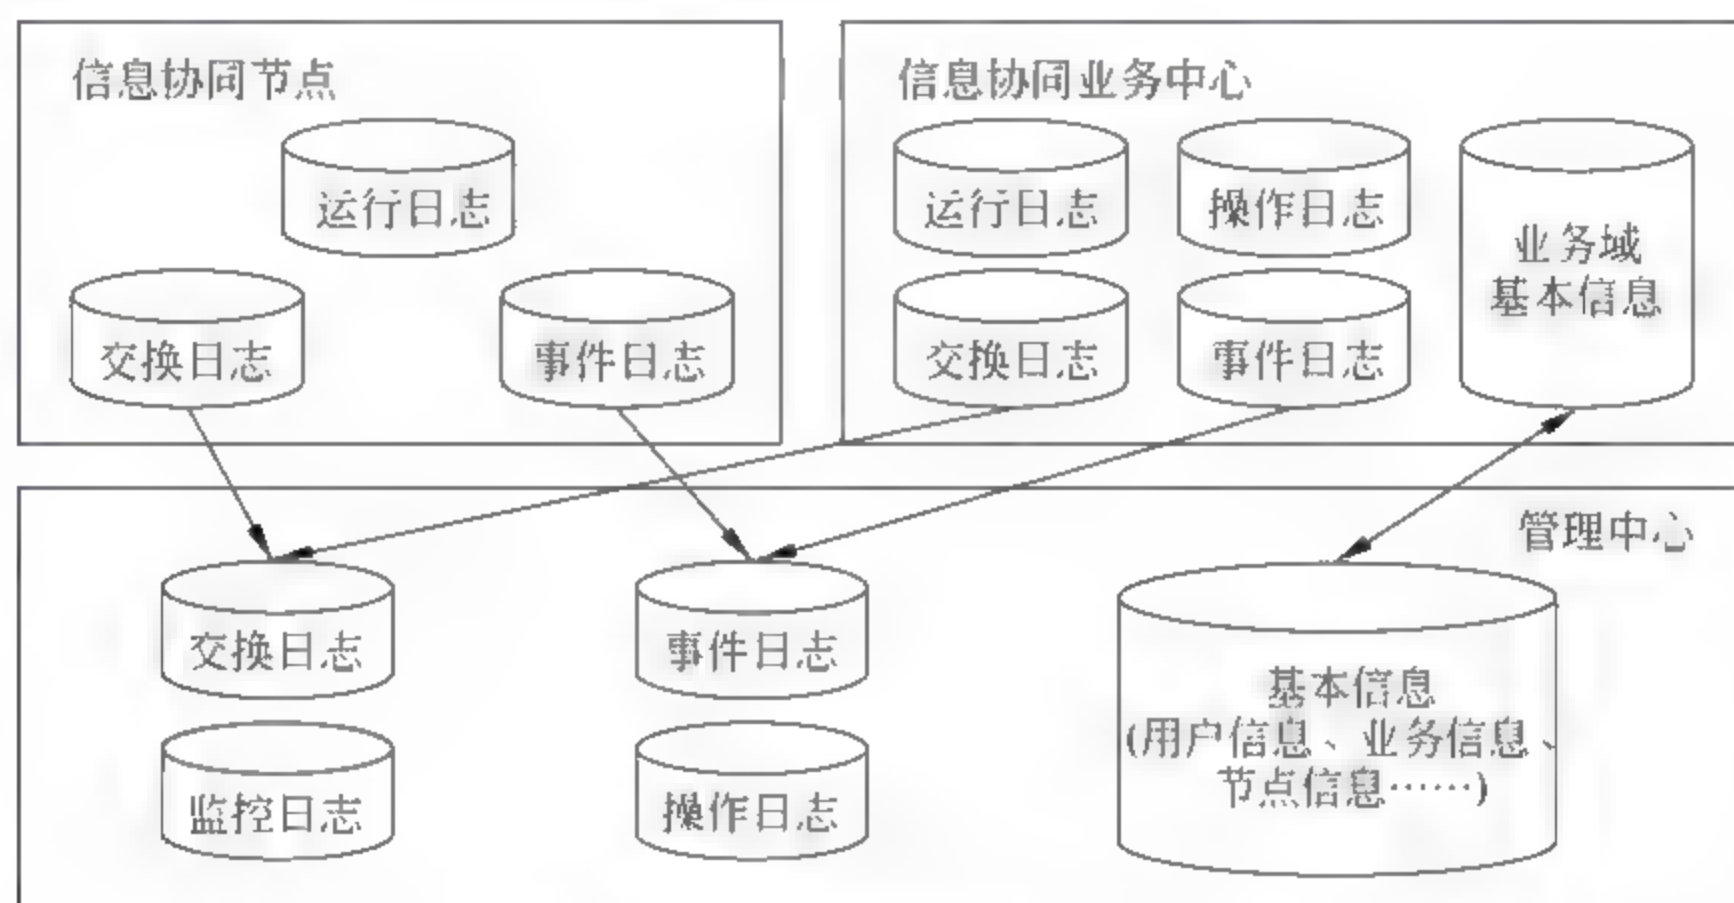 信息协同节点
运行日志
交换日志
事件日志
信息协同业务中心
运行日志
操作日志
交换日志
事件日志
业务域
基本信息
管理中心
交换日志
事件日志
监控日志
操作日志
基本信息
(用户信息、业务信息、
节点信息……)